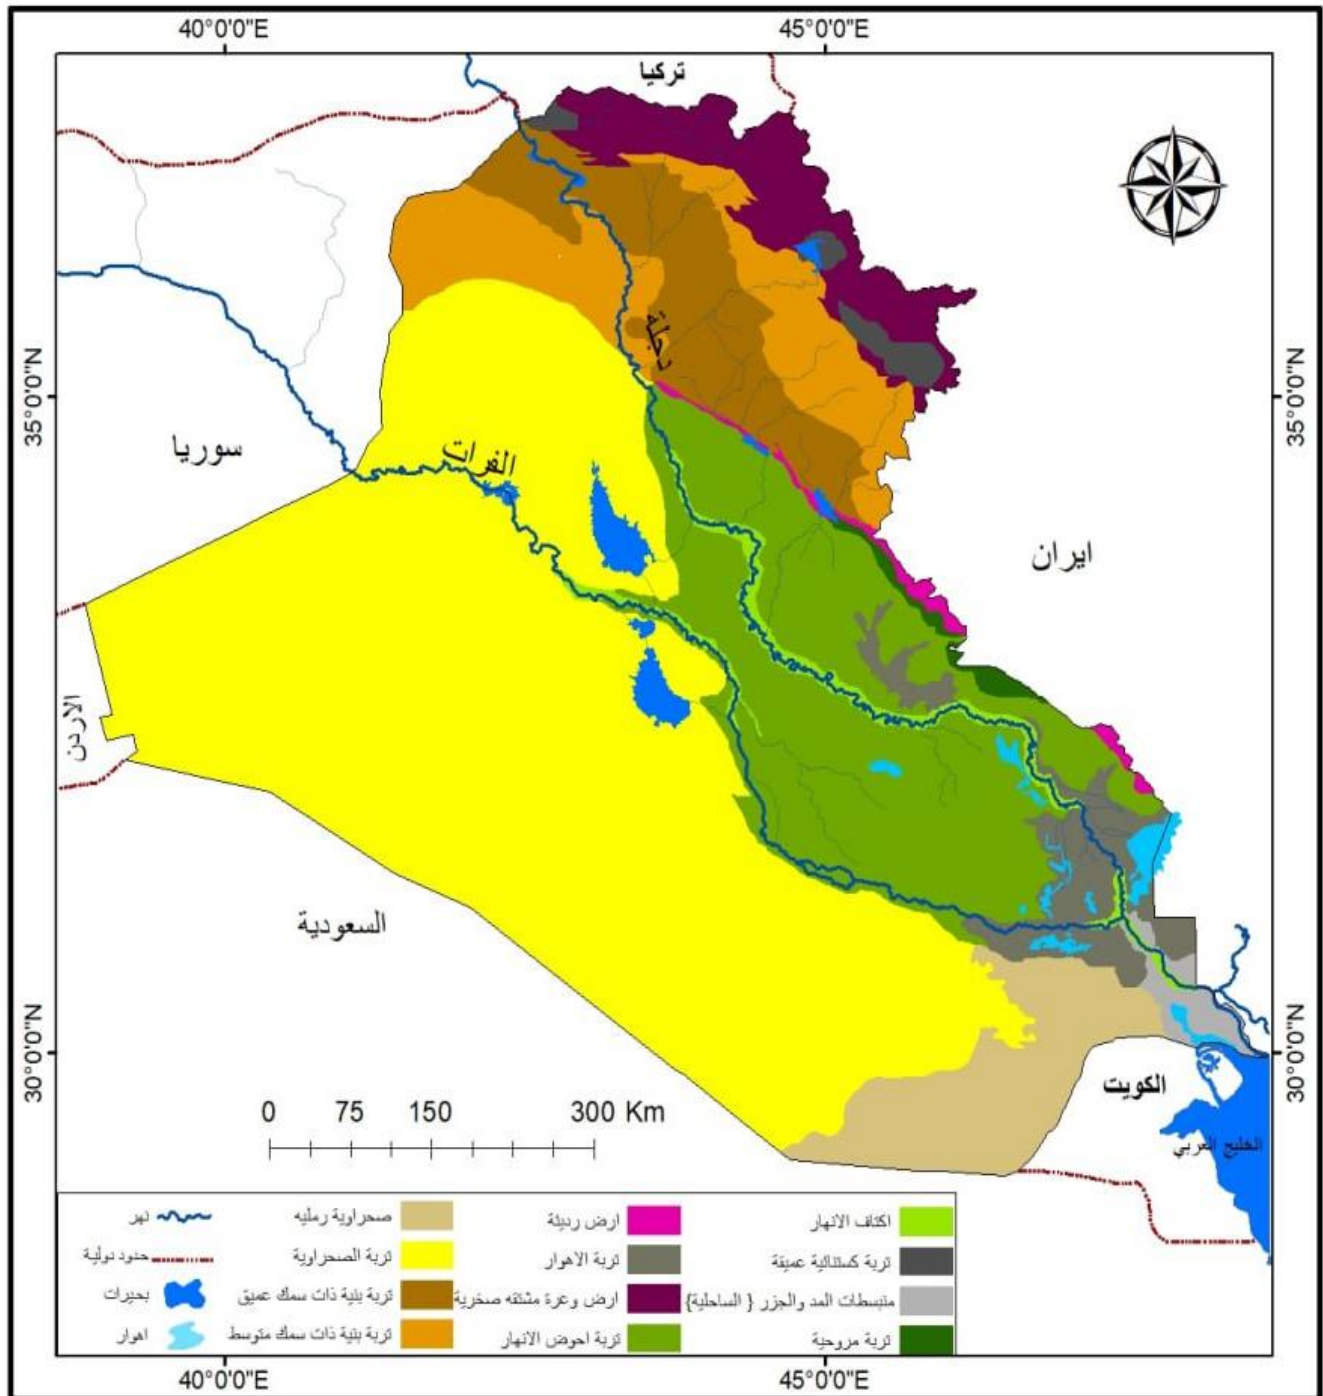 40°0'0"E 45°0'0"E
تركيا
35°0'0"N 35°0'0"N
دجلة
سوريا
الفرات
ايران
الاردن
السعودية
30°0'0"N 30°0'0"N
الكويت
0 75 150 300 Km
الخليج العربي
اكتاف الانهار
تربة كستنائية عميقة
منبسطات المد والجزر { الساحلية}
تربة مروحية
ارض رديئة
تربة الاهوار
ارض وعرة مشققه صخرية
تربة احوض الانهار
صحراوية رمليه
تربة الصحراوية
تربة بنية ذات سمك عميق
تربة بنية ذات سمك متوسط
نهر
حدود دولية
بحيرات
اهوار
40°0'0"E 45°0'0"E